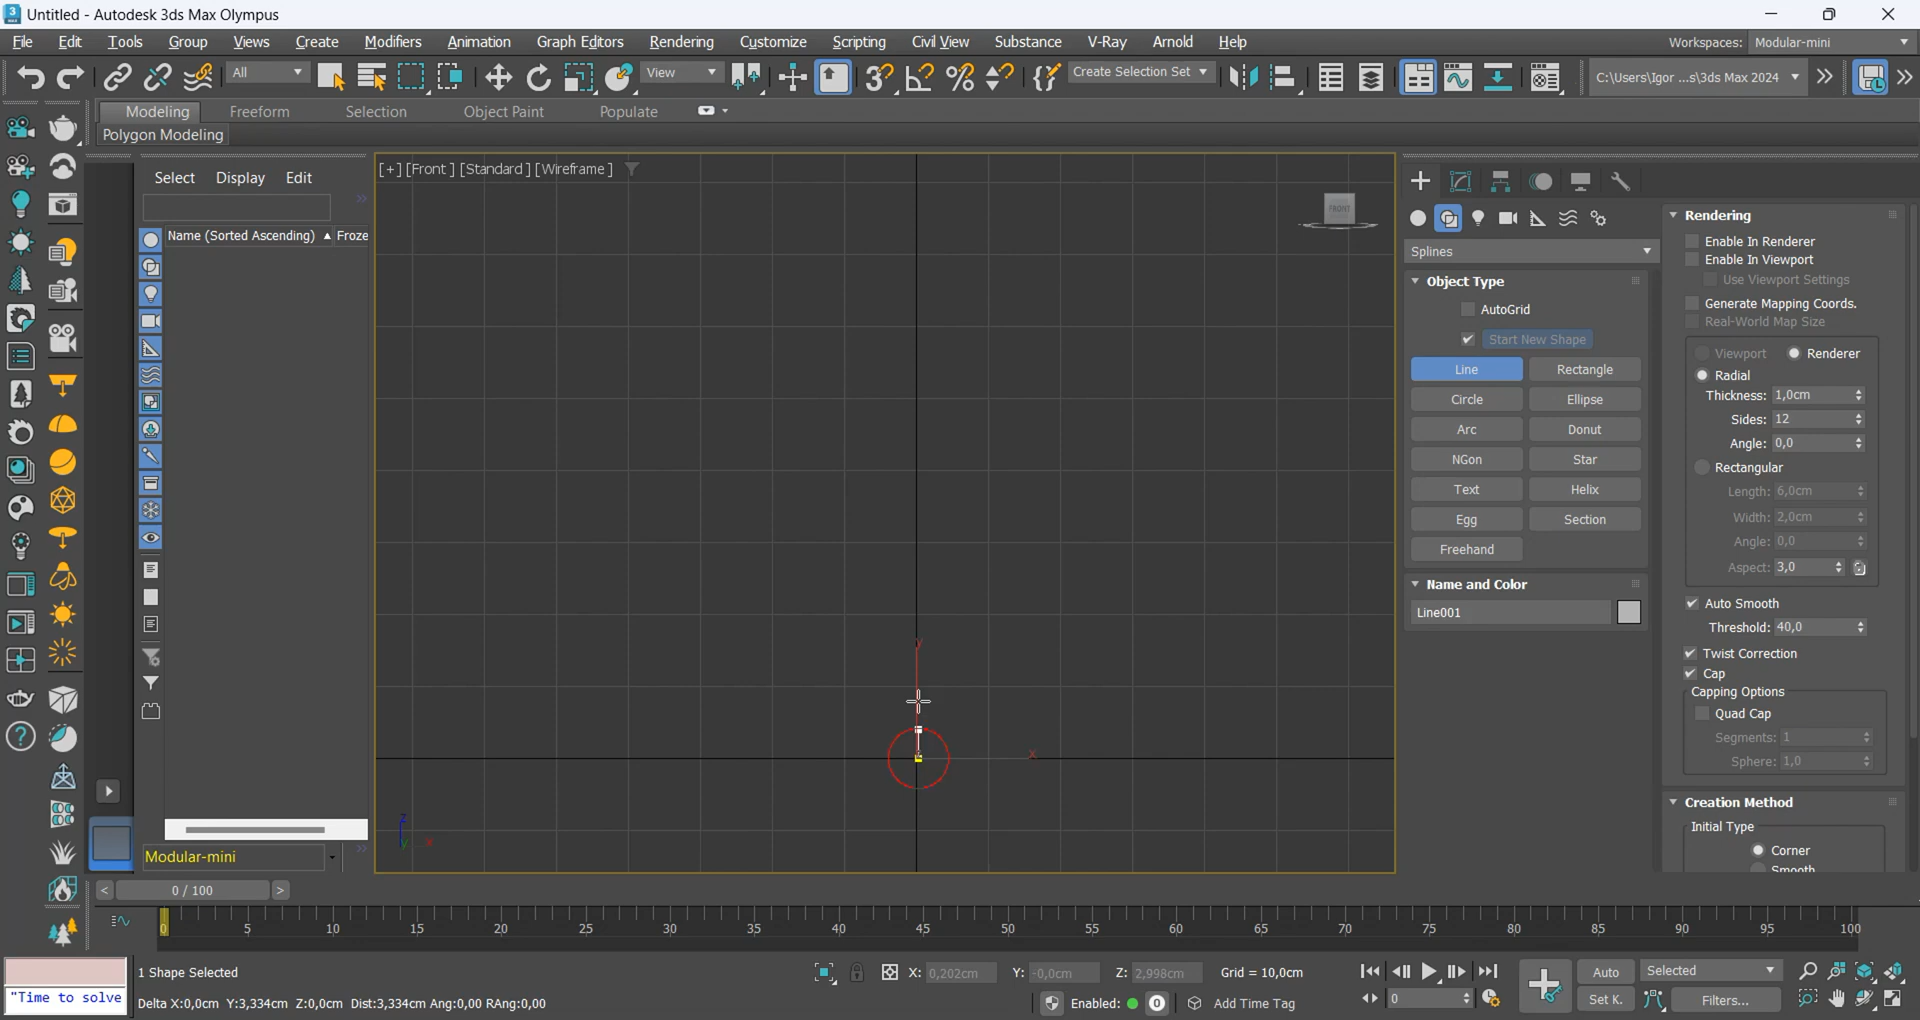 Untitled - Autodesk 3ds Max Olympus
File Edit Tools Group Views Create Modifiers Animation Graph Editors Rendering Customize Scripting Civil View Substance V-Ray Arnold Help Workspaces: Modular-mini
All View Create Selection Set C:\Users\Igor ...s\3ds Max 2024
Modeling Freeform Selection Object Paint Populate
Polygon Modeling
Select Display Edit
Name (Sorted Ascending) Froze
Modular-mini
[+] [Front ] [Standard ] [Wireframe ]
FRONT
y
x
z
Splines
Object Type
AutoGrid
Start New Shape
Line Rectangle
Circle Ellipse
Arc Donut
NGon Star
Text Helix
Egg Section
Freehand
Name and Color
Line001
Rendering
Enable In Renderer
Enable In Viewport
Use Viewport Settings
Generate Mapping Coords.
Real-World Map Size
Viewport Renderer
Radial
Thickness: 1,0cm
Sides: 12
Angle: 0,0
Rectangular
Length: 6,0cm
Width: 2,0cm
Angle: 0,0
Aspect: 3,0
Auto Smooth
Threshold: 40,0
Twist Correction
Cap
Capping Options
Quad Cap
Segments: 1
Sphere: 1,0
Creation Method
Initial Type
Corner
Smooth
< 0 / 100 >
0 5 10 15 20 25 30 35 40 45 50 55 60 65 70 75 80 85 90 95 100
1 Shape Selected X: 0,202cm Y: -0,0cm Z: 2,998cm Grid = 10,0cm Auto Selected
"Time to solve Delta X:0,0cm Y:3,334cm Z:0,0cm Dist:3,334cm Ang:0,00 RAng:0,00 Enabled: 0 Add Time Tag 0 Set K. Filters...